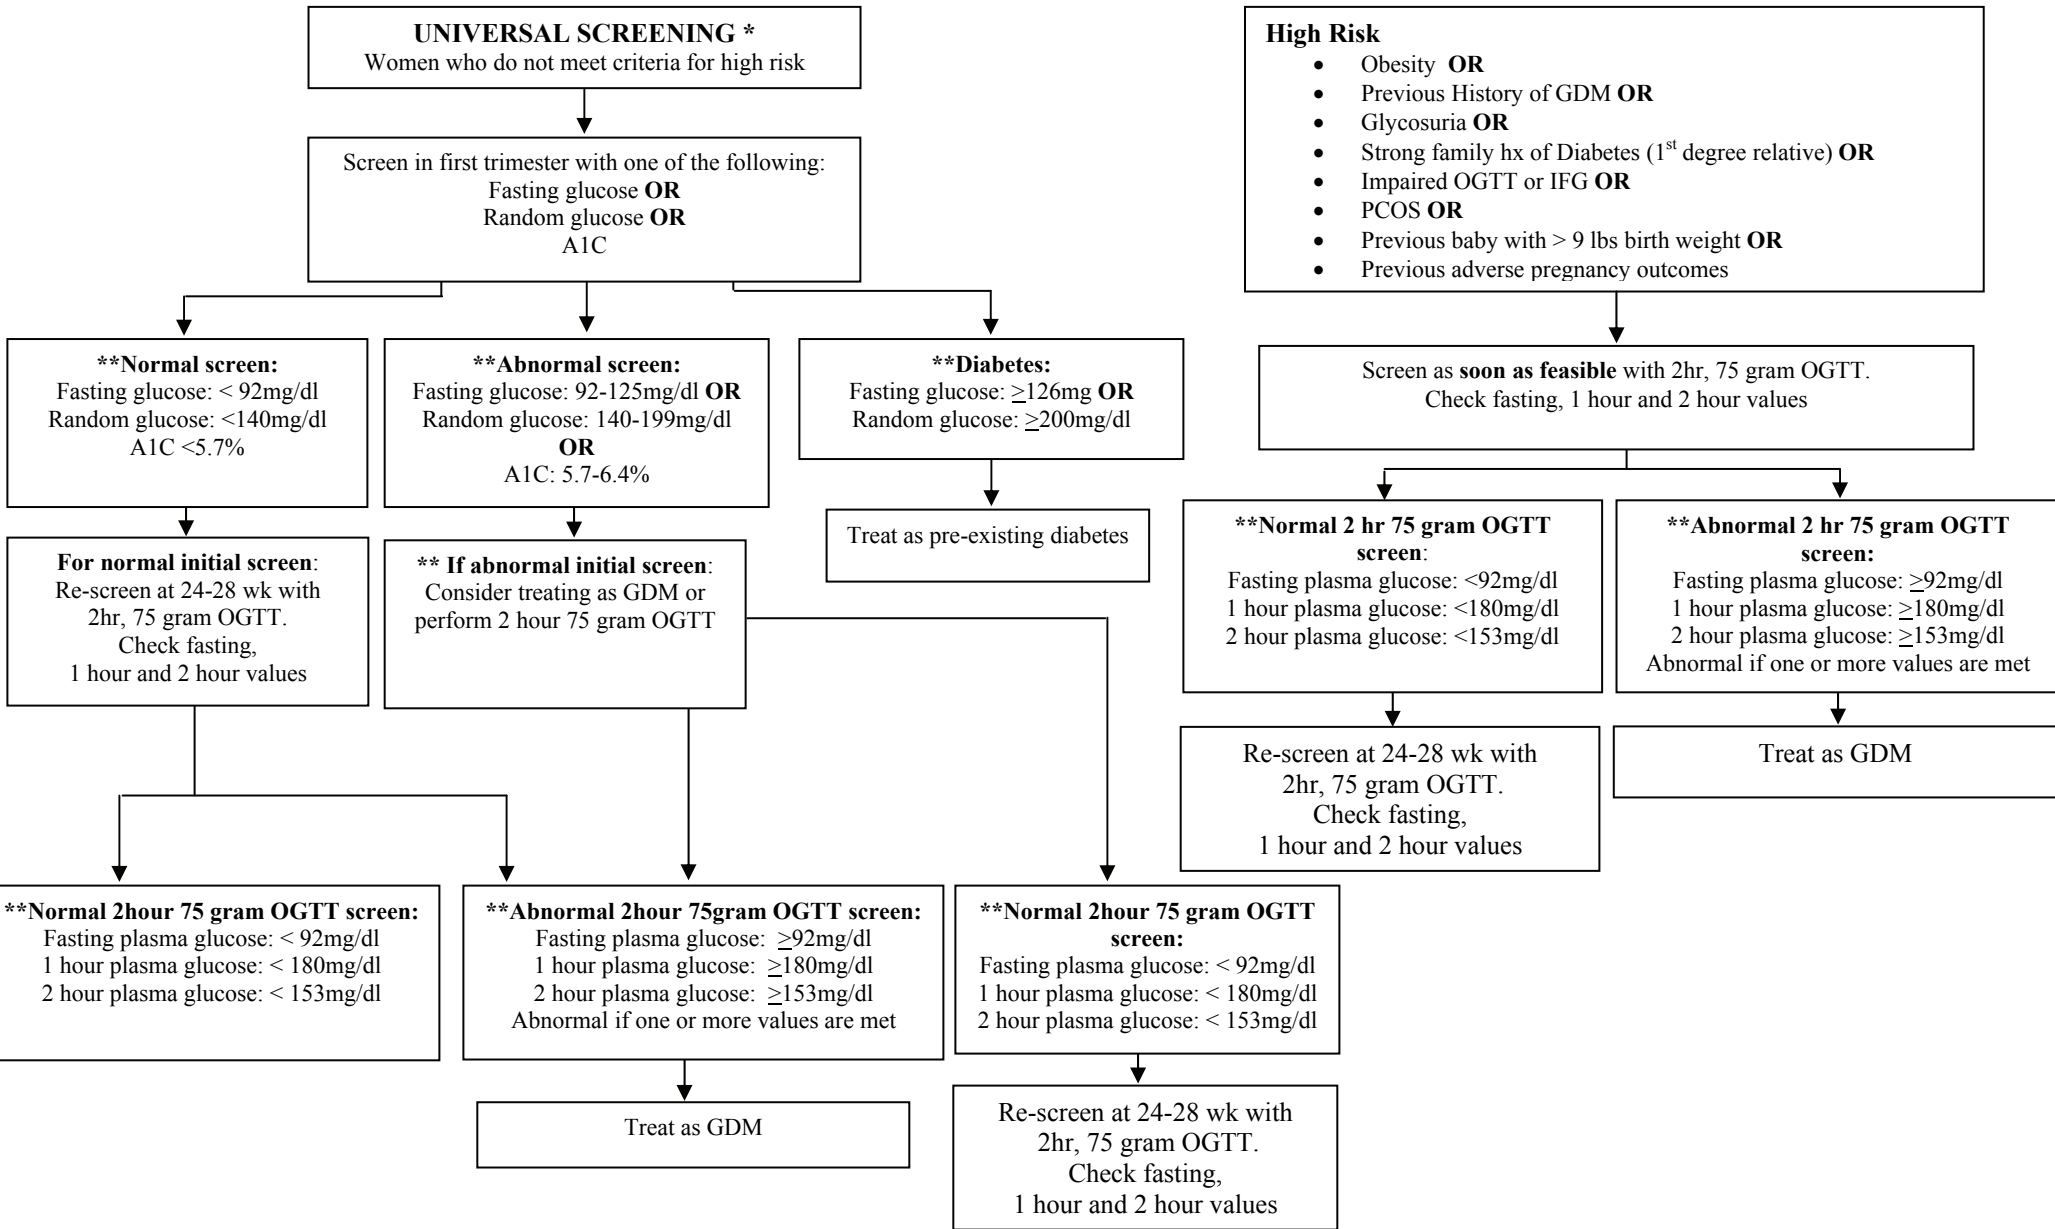 UNIVERSAL SCREENING *
Women who do not meet criteria for high risk
Screen in first trimester with one of the following:
Fasting glucose OR
Random glucose OR
A1C
**Normal screen:
Fasting glucose: < 92mg/dl
Random glucose: <140mg/dl
A1C <5.7%
**Abnormal screen:
Fasting glucose: 92-125mg/dl OR
Random glucose: 140-199mg/dl
OR
A1C: 5.7-6.4%
**Diabetes:
Fasting glucose: ≥126mg OR
Random glucose: ≥200mg/dl
For normal initial screen:
Re-screen at 24-28 wk with
2hr, 75 gram OGTT.
Check fasting,
1 hour and 2 hour values
** If abnormal initial screen:
Consider treating as GDM or
perform 2 hour 75 gram OGTT
Treat as pre-existing diabetes
**Normal 2hour 75 gram OGTT screen:
Fasting plasma glucose: < 92mg/dl
1 hour plasma glucose: < 180mg/dl
2 hour plasma glucose: < 153mg/dl
**Abnormal 2hour 75gram OGTT screen:
Fasting plasma glucose: ≥92mg/dl
1 hour plasma glucose: ≥180mg/dl
2 hour plasma glucose: ≥153mg/dl
Abnormal if one or more values are met
Treat as GDM
**Normal 2hour 75 gram OGTT
screen:
Fasting plasma glucose: < 92mg/dl
1 hour plasma glucose: < 180mg/dl
2 hour plasma glucose: < 153mg/dl
Re-screen at 24-28 wk with
2hr, 75 gram OGTT.
Check fasting,
1 hour and 2 hour values
High Risk
• Obesity OR
• Previous History of GDM OR
• Glycosuria OR
• Strong family hx of Diabetes (1st degree relative) OR
• Impaired OGTT or IFG OR
• PCOS OR
• Previous baby with > 9 lbs birth weight OR
• Previous adverse pregnancy outcomes
Screen as soon as feasible with 2hr, 75 gram OGTT.
Check fasting, 1 hour and 2 hour values
**Normal 2 hr 75 gram OGTT
screen:
Fasting plasma glucose: <92mg/dl
1 hour plasma glucose: <180mg/dl
2 hour plasma glucose: <153mg/dl
Re-screen at 24-28 wk with
2hr, 75 gram OGTT.
Check fasting,
1 hour and 2 hour values
**Abnormal 2 hr 75 gram OGTT
screen:
Fasting plasma glucose: ≥92mg/dl
1 hour plasma glucose: ≥180mg/dl
2 hour plasma glucose: ≥153mg/dl
Abnormal if one or more values are met
Treat as GDM